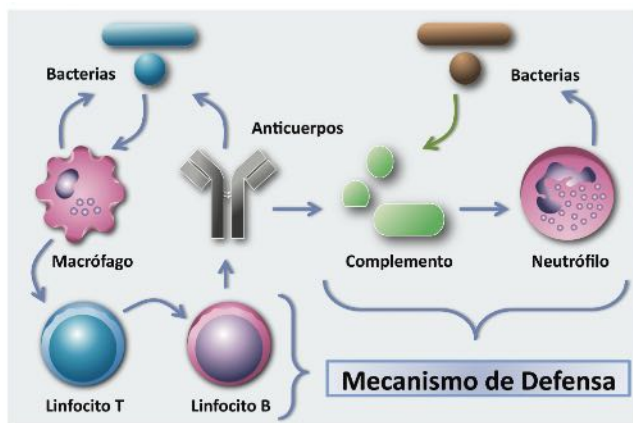 Bacterias
Bacterias
Anticuerpos
Macrófago
Complemento
Neutrófilo
Linfocito T
Linfocito B
Mecanismo de Defensa